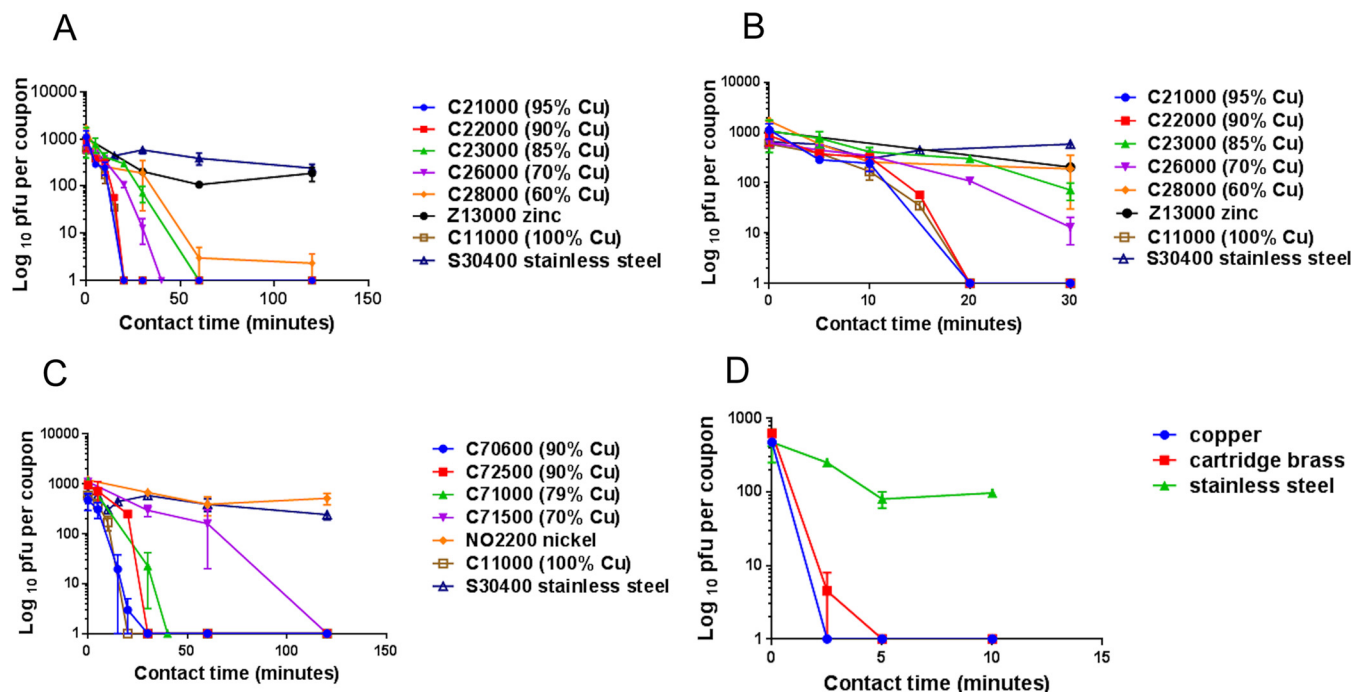 A
Log 10 pfu per coupon
10000
1000
100
10
1
0
50
100
150
Contact time (minutes)
C21000 (95% Cu)
C22000 (90% Cu)
C23000 (85% Cu)
C26000 (70% Cu)
C28000 (60% Cu)
Z13000 zinc
C11000 (100% Cu)
S30400 stainless steel
B
Log 10 pfu per coupon
10000
1000
100
10
1
0
10
20
30
Contact time (minutes)
C21000 (95% Cu)
C22000 (90% Cu)
C23000 (85% Cu)
C26000 (70% Cu)
C28000 (60% Cu)
Z13000 zinc
C11000 (100% Cu)
S30400 stainless steel
C
Log 10 pfu per coupon
10000
1000
100
10
1
0
50
100
150
Contact time (minutes)
C70600 (90% Cu)
C72500 (90% Cu)
C71000 (79% Cu)
C71500 (70% Cu)
NO2200 nickel
C11000 (100% Cu)
S30400 stainless steel
D
Log 10 pfu per coupon
1000
100
10
1
0
5
10
15
Contact time (minutes)
copper
cartridge brass
stainless steel